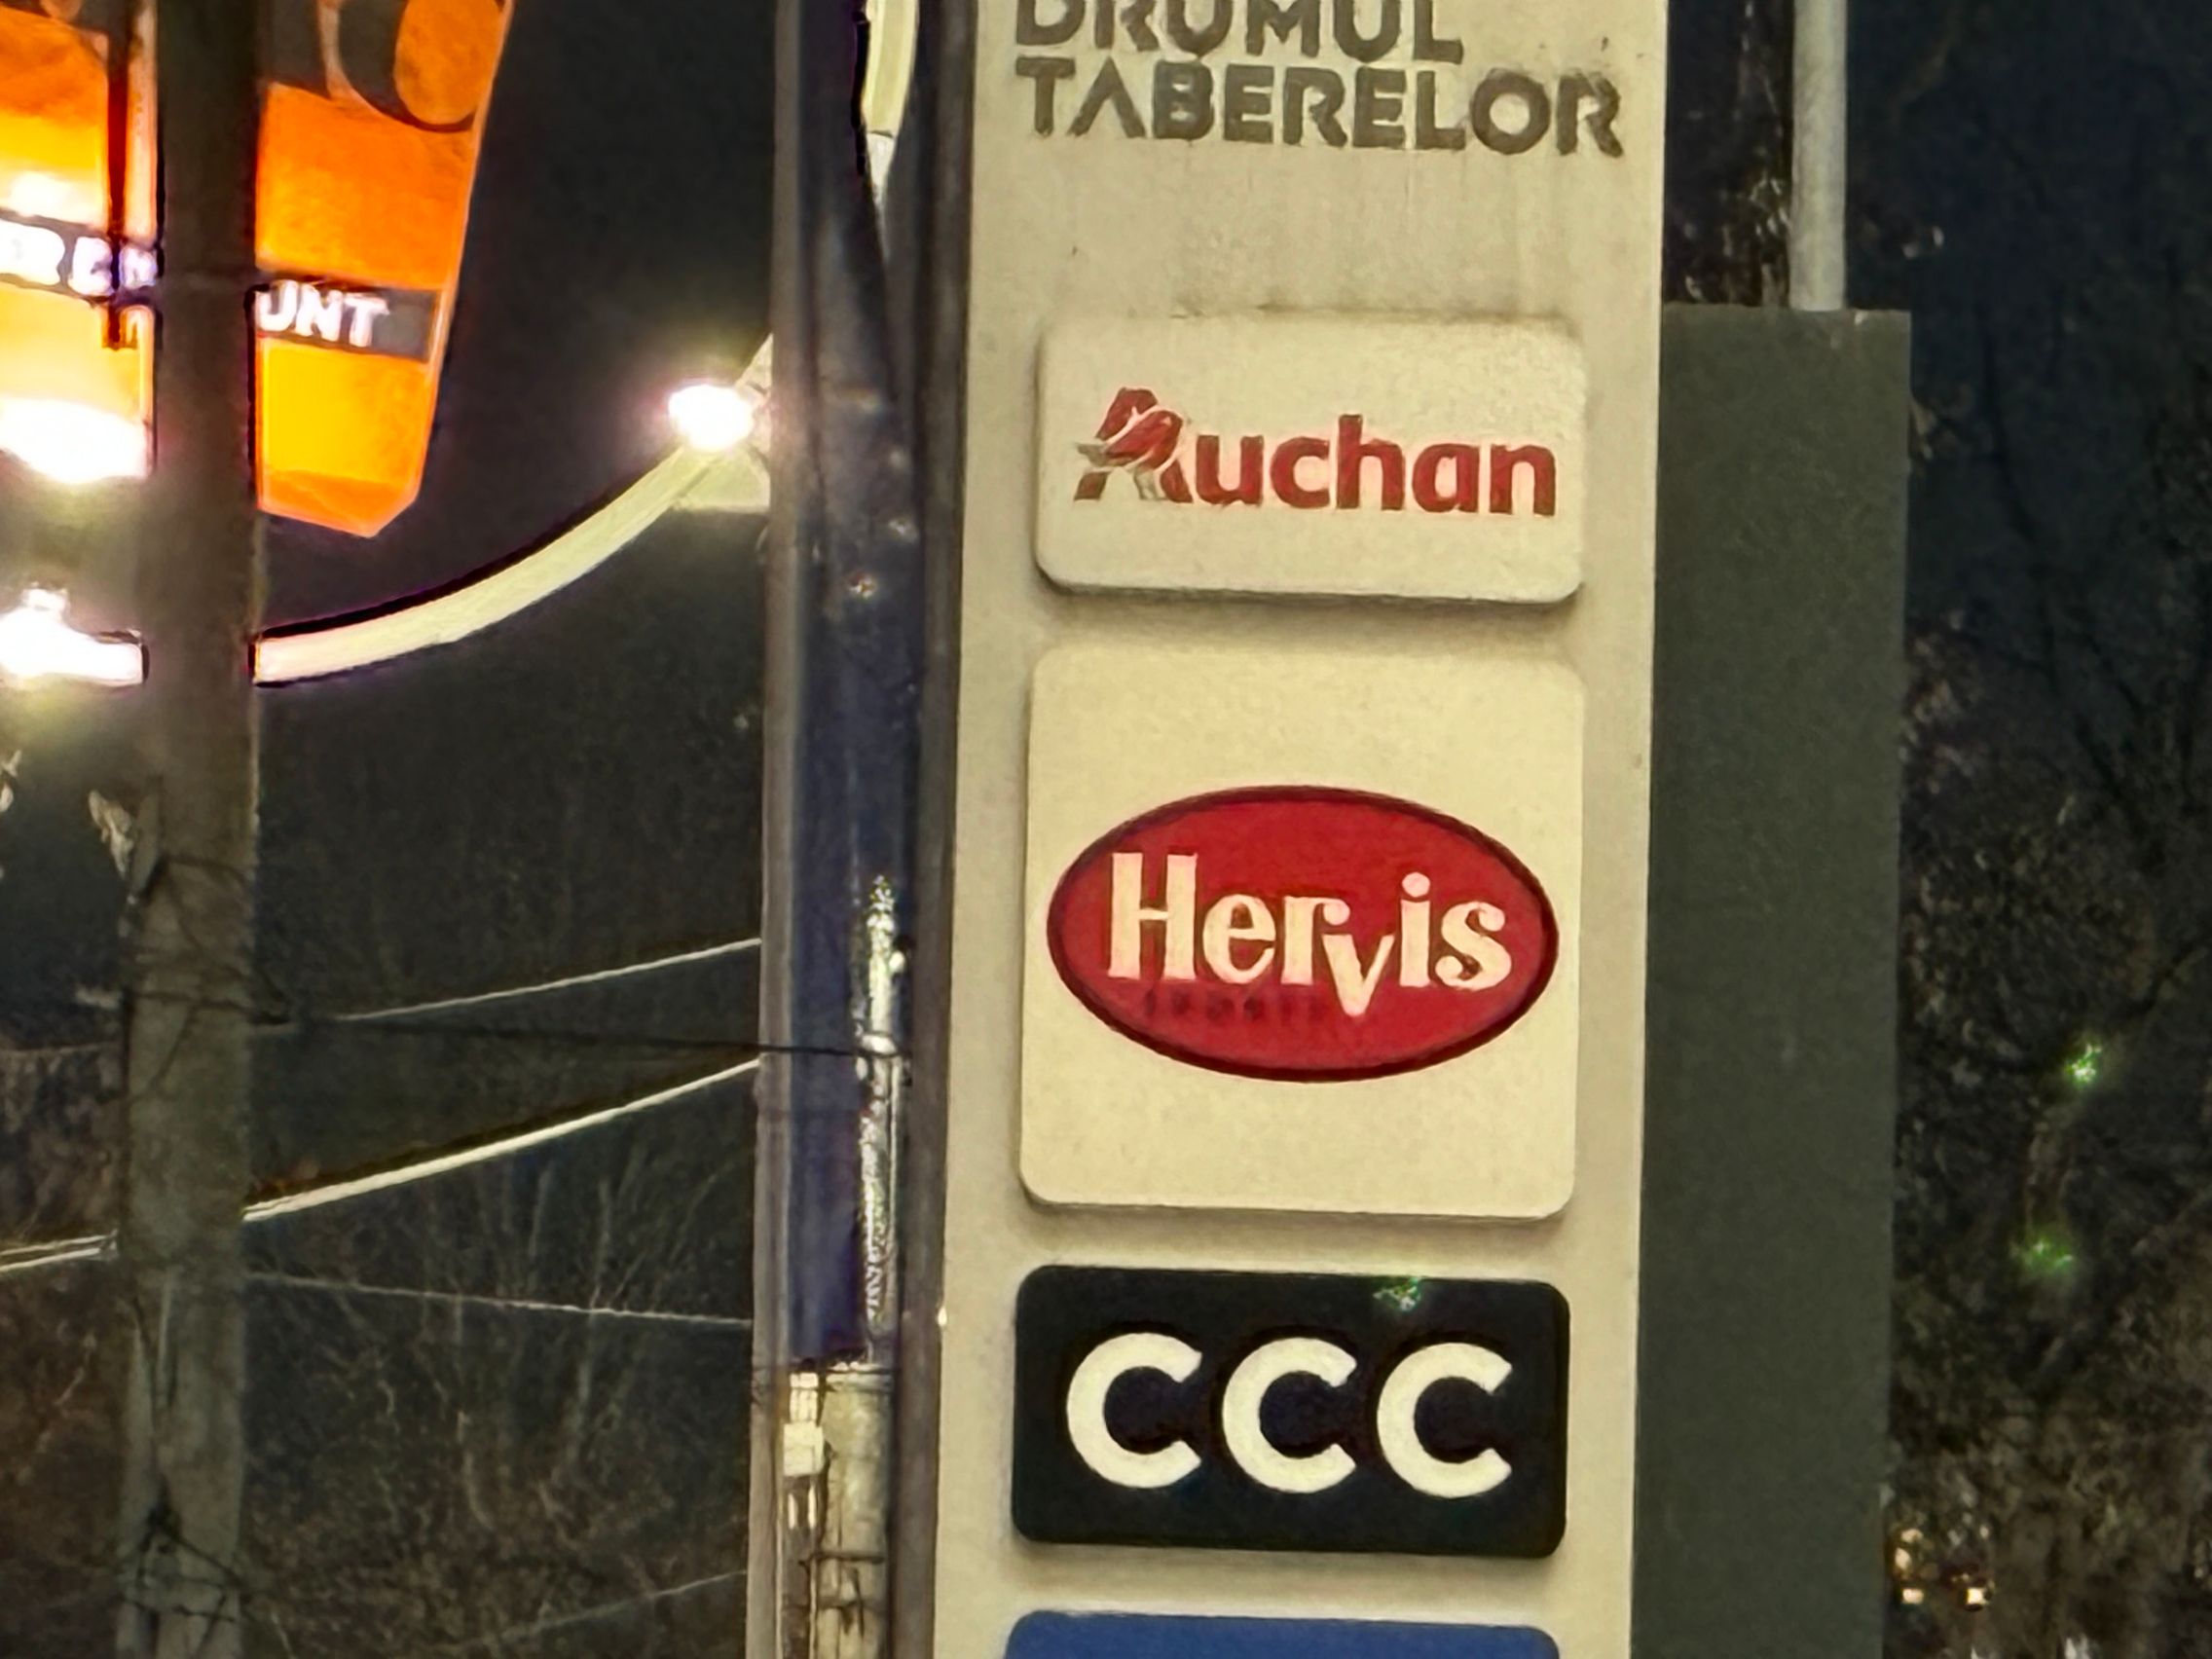 DRUMUL
TABERELOR
Auchan
Hervis
CCC